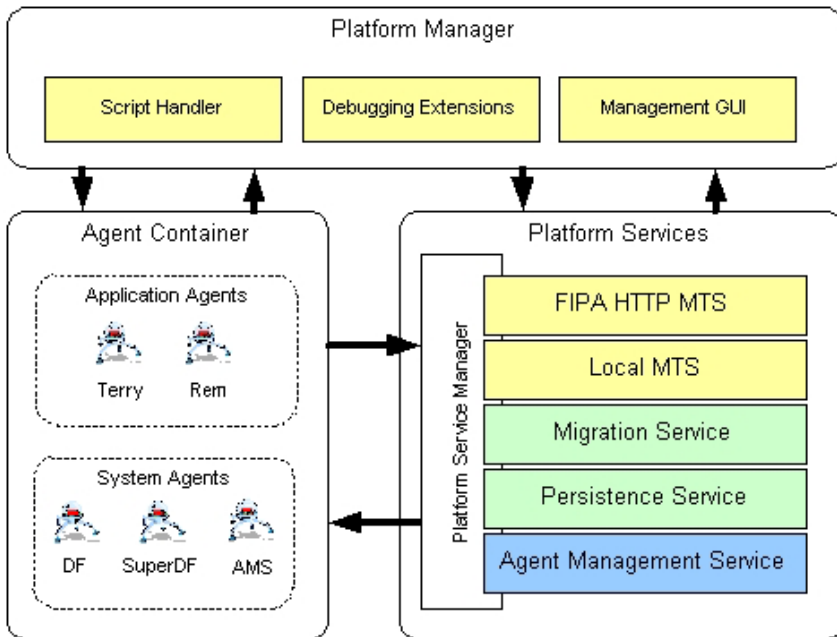 Platform Manager
Script Handler
Debugging Extensions
Management GUI
Agent Container
Application Agents
Terry
Rem
System Agents
DF
SuperDF
AMS
Platform Services
Platform Service Manager
FIPA HTTP MTS
Local MTS
Migration Service
Persistence Service
Agent Management Service